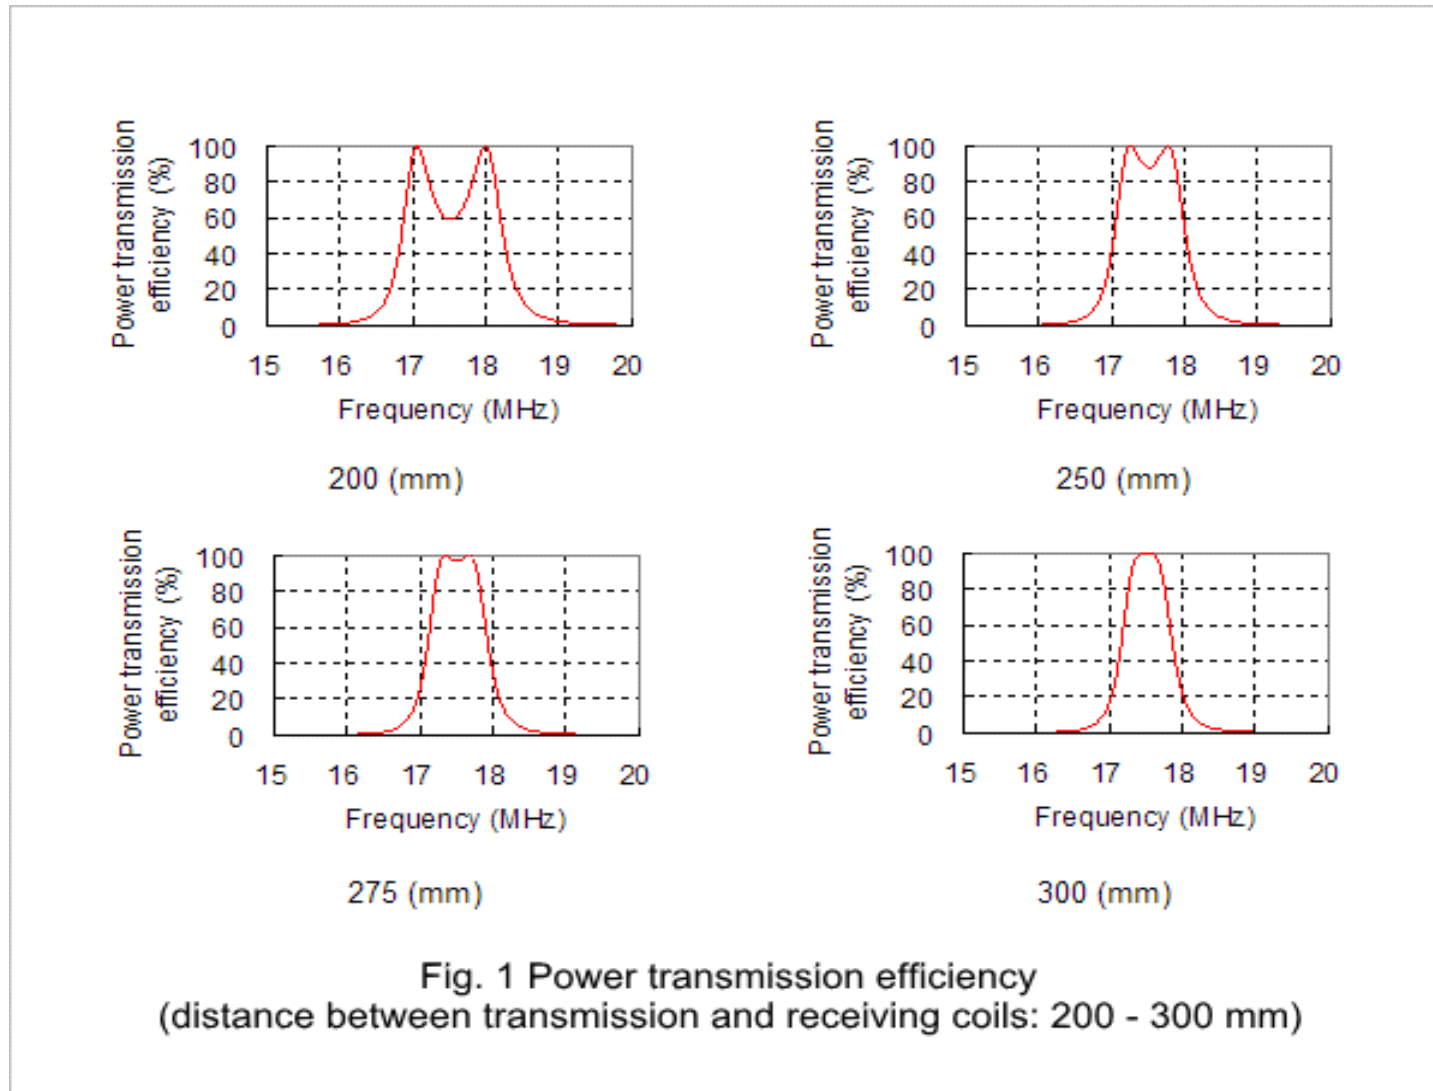 Power transmission
efficiency (%)
100
80
60
40
20
0
15 16 17 18 19 20
Frequency (MHz)
200 (mm)
Power transmission
efficiency (%)
100
80
60
40
20
0
15 16 17 18 19 20
Frequency (MHz)
250 (mm)
Power transmission
efficiency (%)
100
80
60
40
20
0
15 16 17 18 19 20
Frequency (MHz)
275 (mm)
Power transmission
efficiency (%)
100
80
60
40
20
0
15 16 17 18 19 20
Frequency (MHz)
300 (mm)
Fig. 1 Power transmission efficiency
(distance between transmission and receiving coils: 200 - 300 mm)